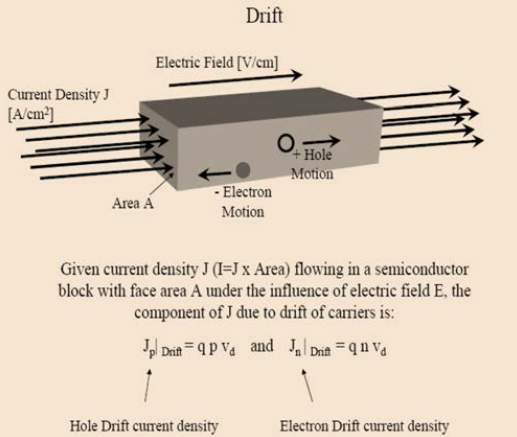 Drift
Electric Field [V/cm]
Current Density J
[A/cm²]
+ Hole
Motion
- Electron
Motion
Area A
Given current density J (I=J x Area) flowing in a semiconductor
block with face area A under the influence of electric field E, the
component of J due to drift of carriers is:
Jₚ| Drift = q p v_d and Jₙ| Drift = q n v_d
Hole Drift current density Electron Drift current density